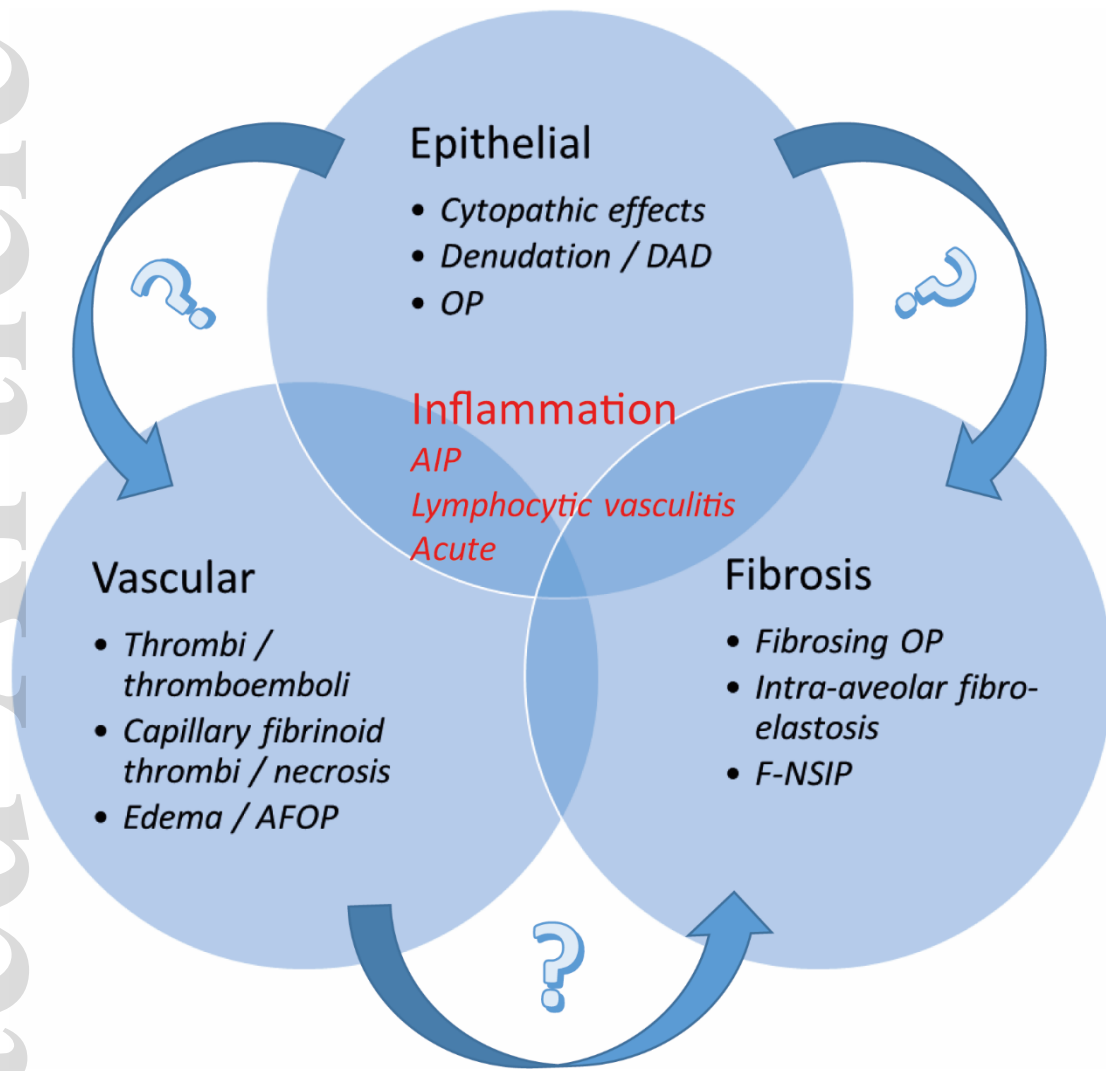 Epithelial
• Cytopathic effects
• Denudation / DAD
• OP
Inflammation
AIP
Lymphocytic vasculitis
Acute
Vascular
• Thrombi /
thromboemboli
• Capillary fibrinoid
thrombi / necrosis
• Edema / AFOP
Fibrosis
• Fibrosing OP
• Intra-aveolar fibro-
elastosis
• F-NSIP
?
?
?